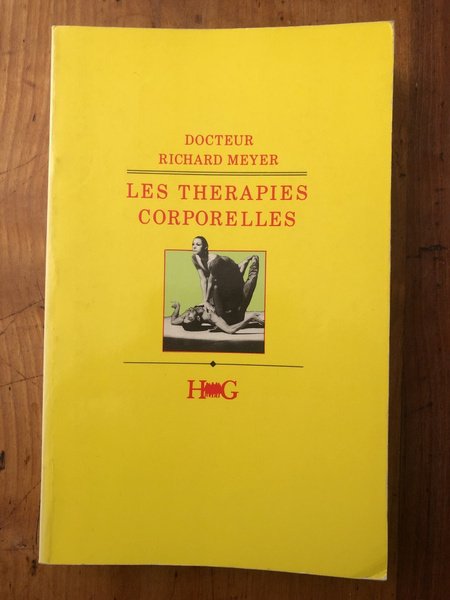 DOCTEUR
RICHARD MEYER
LES THERAPIES
CORPORELLES
H G